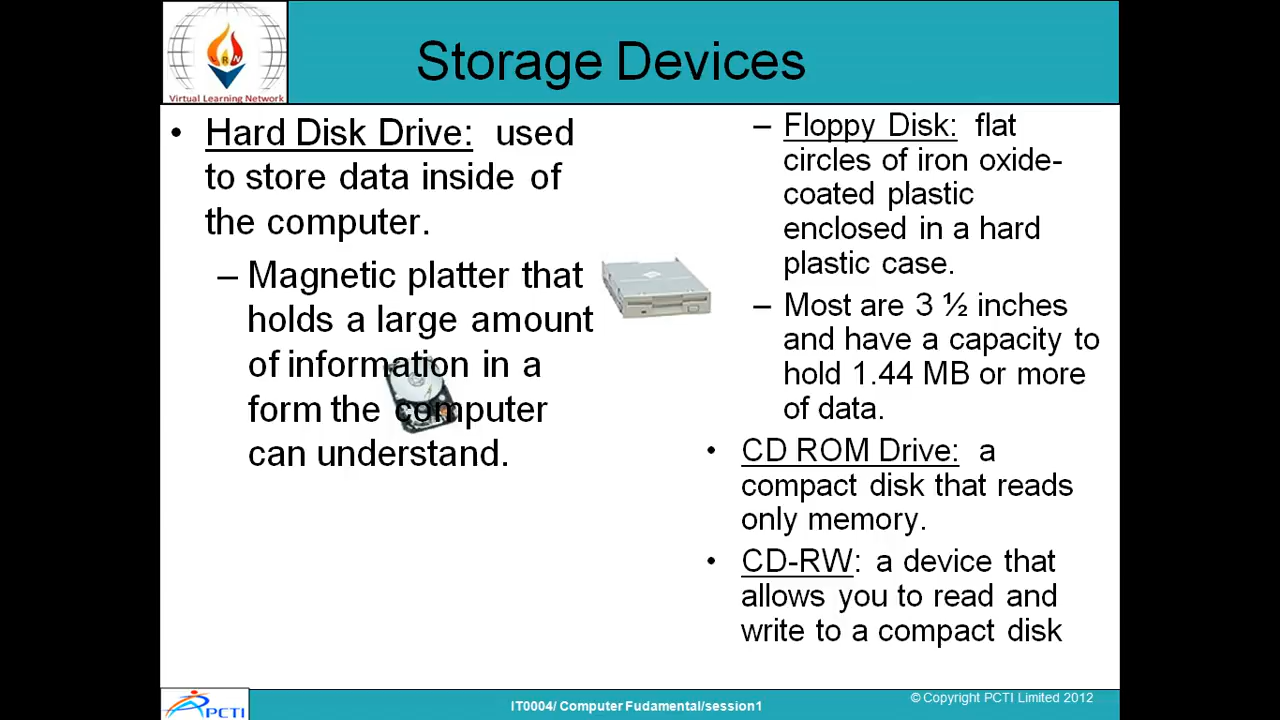 Storage Devices
VRN
Virtual Learning Network
• Hard Disk Drive: used
to store data inside of
the computer.
– Magnetic platter that
holds a large amount
of information in a
form the computer
can understand.
– Floppy Disk: flat
circles of iron oxide-
coated plastic
enclosed in a hard
plastic case.
– Most are 3 ½ inches
and have a capacity to
hold 1.44 MB or more
of data.
• CD ROM Drive: a
compact disk that reads
only memory.
• CD-RW: a device that
allows you to read and
write to a compact disk
PCTI
IT0004/ Computer Fudamental/session1
© Copyright PCTI Limited 2012